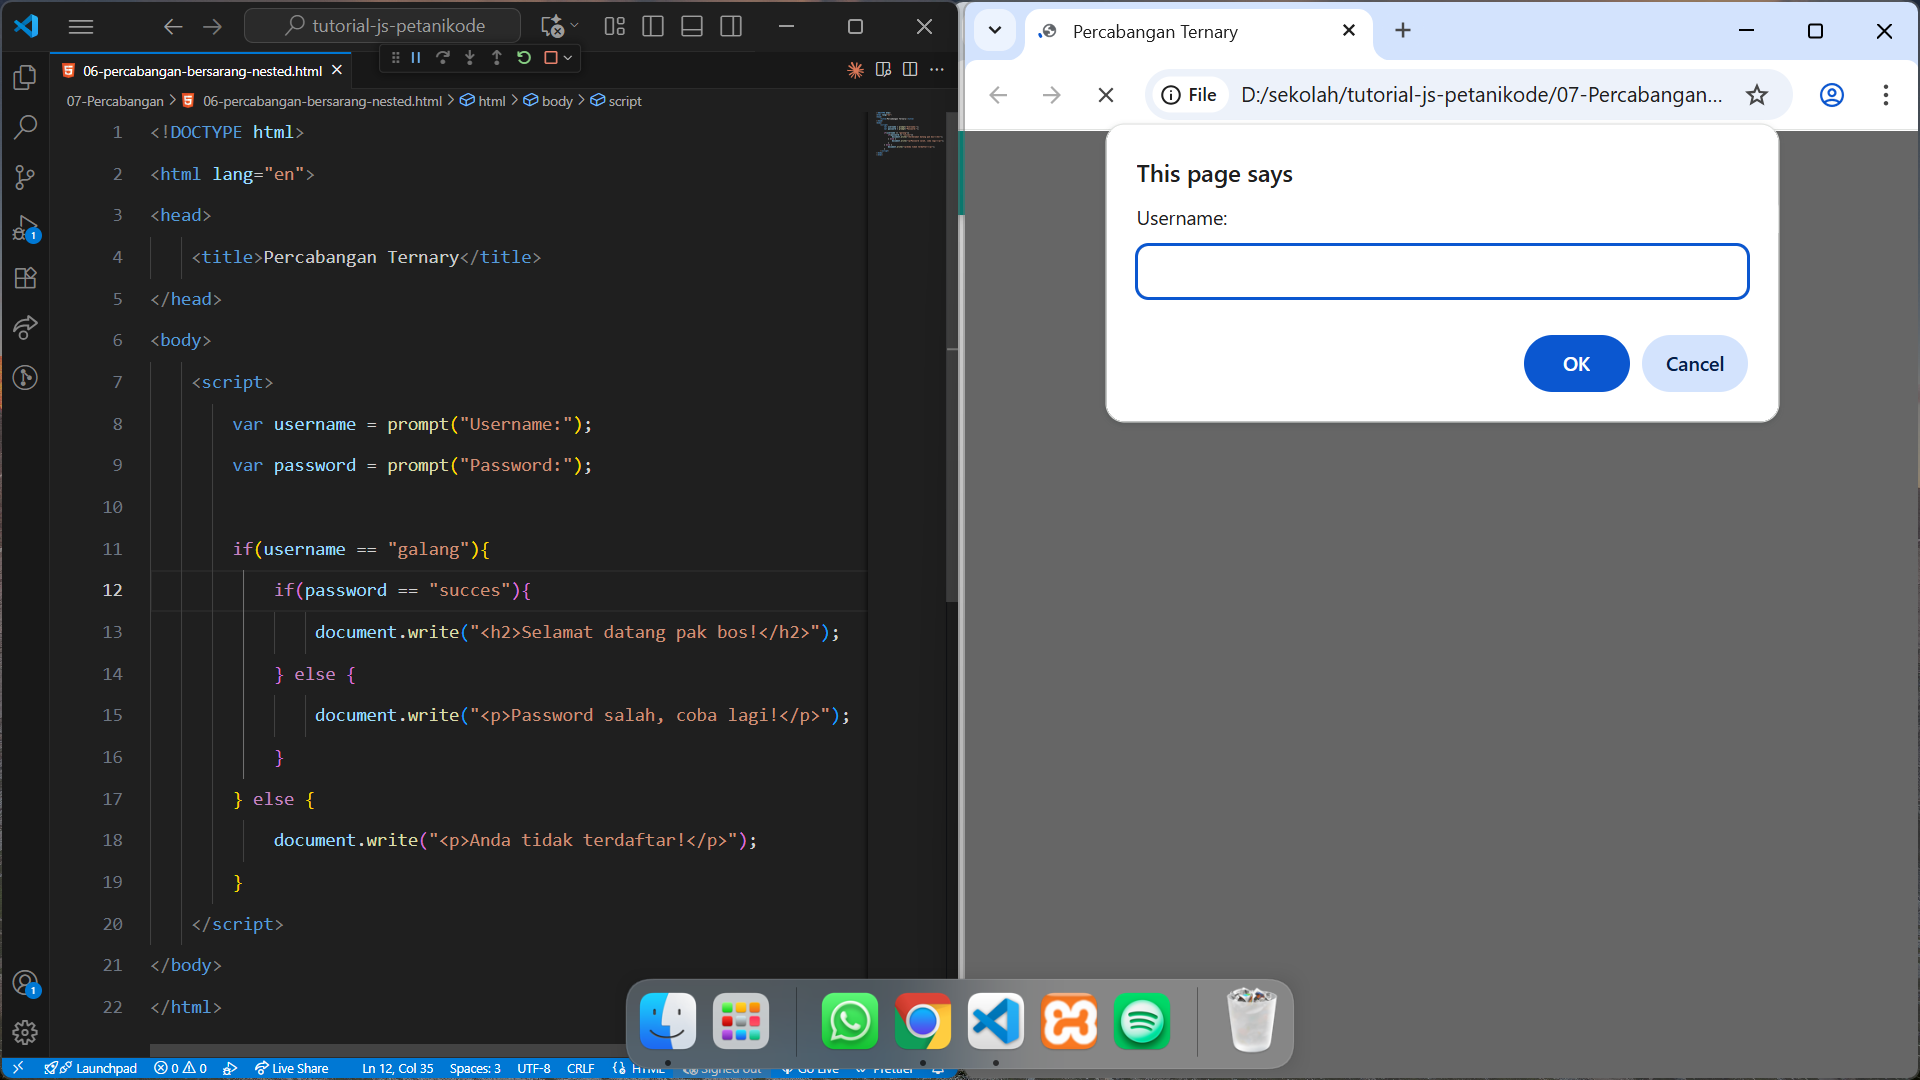 tutorial-js-petanikode
06-percabangan-bersarang-nested.html
07-Percabangan > 06-percabangan-bersarang-nested.html > html > body > script
1 <!DOCTYPE html>
2 <html lang="en">
3 <head>
4 <title>Percabangan Ternary</title>
5 </head>
6 <body>
7 <script>
8 var username = prompt("Username:");
9 var password = prompt("Password:");
10
11 if(username == "galang"){
12 if(password == "succes"){
13 document.write("<h2>Selamat datang pak bos!</h2>");
14 } else {
15 document.write("<p>Password salah, coba lagi!</p>");
16 }
17 } else {
18 document.write("<p>Anda tidak terdaftar!</p>");
19 }
20 </script>
21 </body>
22 </html>
1
1
Launchpad 0 0 Live Share Ln 12, Col 35 Spaces: 3 UTF-8 CRLF {} HTML Signed out Go Live Prettier
Percabangan Ternary
File D:/sekolah/tutorial-js-petanikode/07-Percabangan...
This page says
Username:
OK Cancel